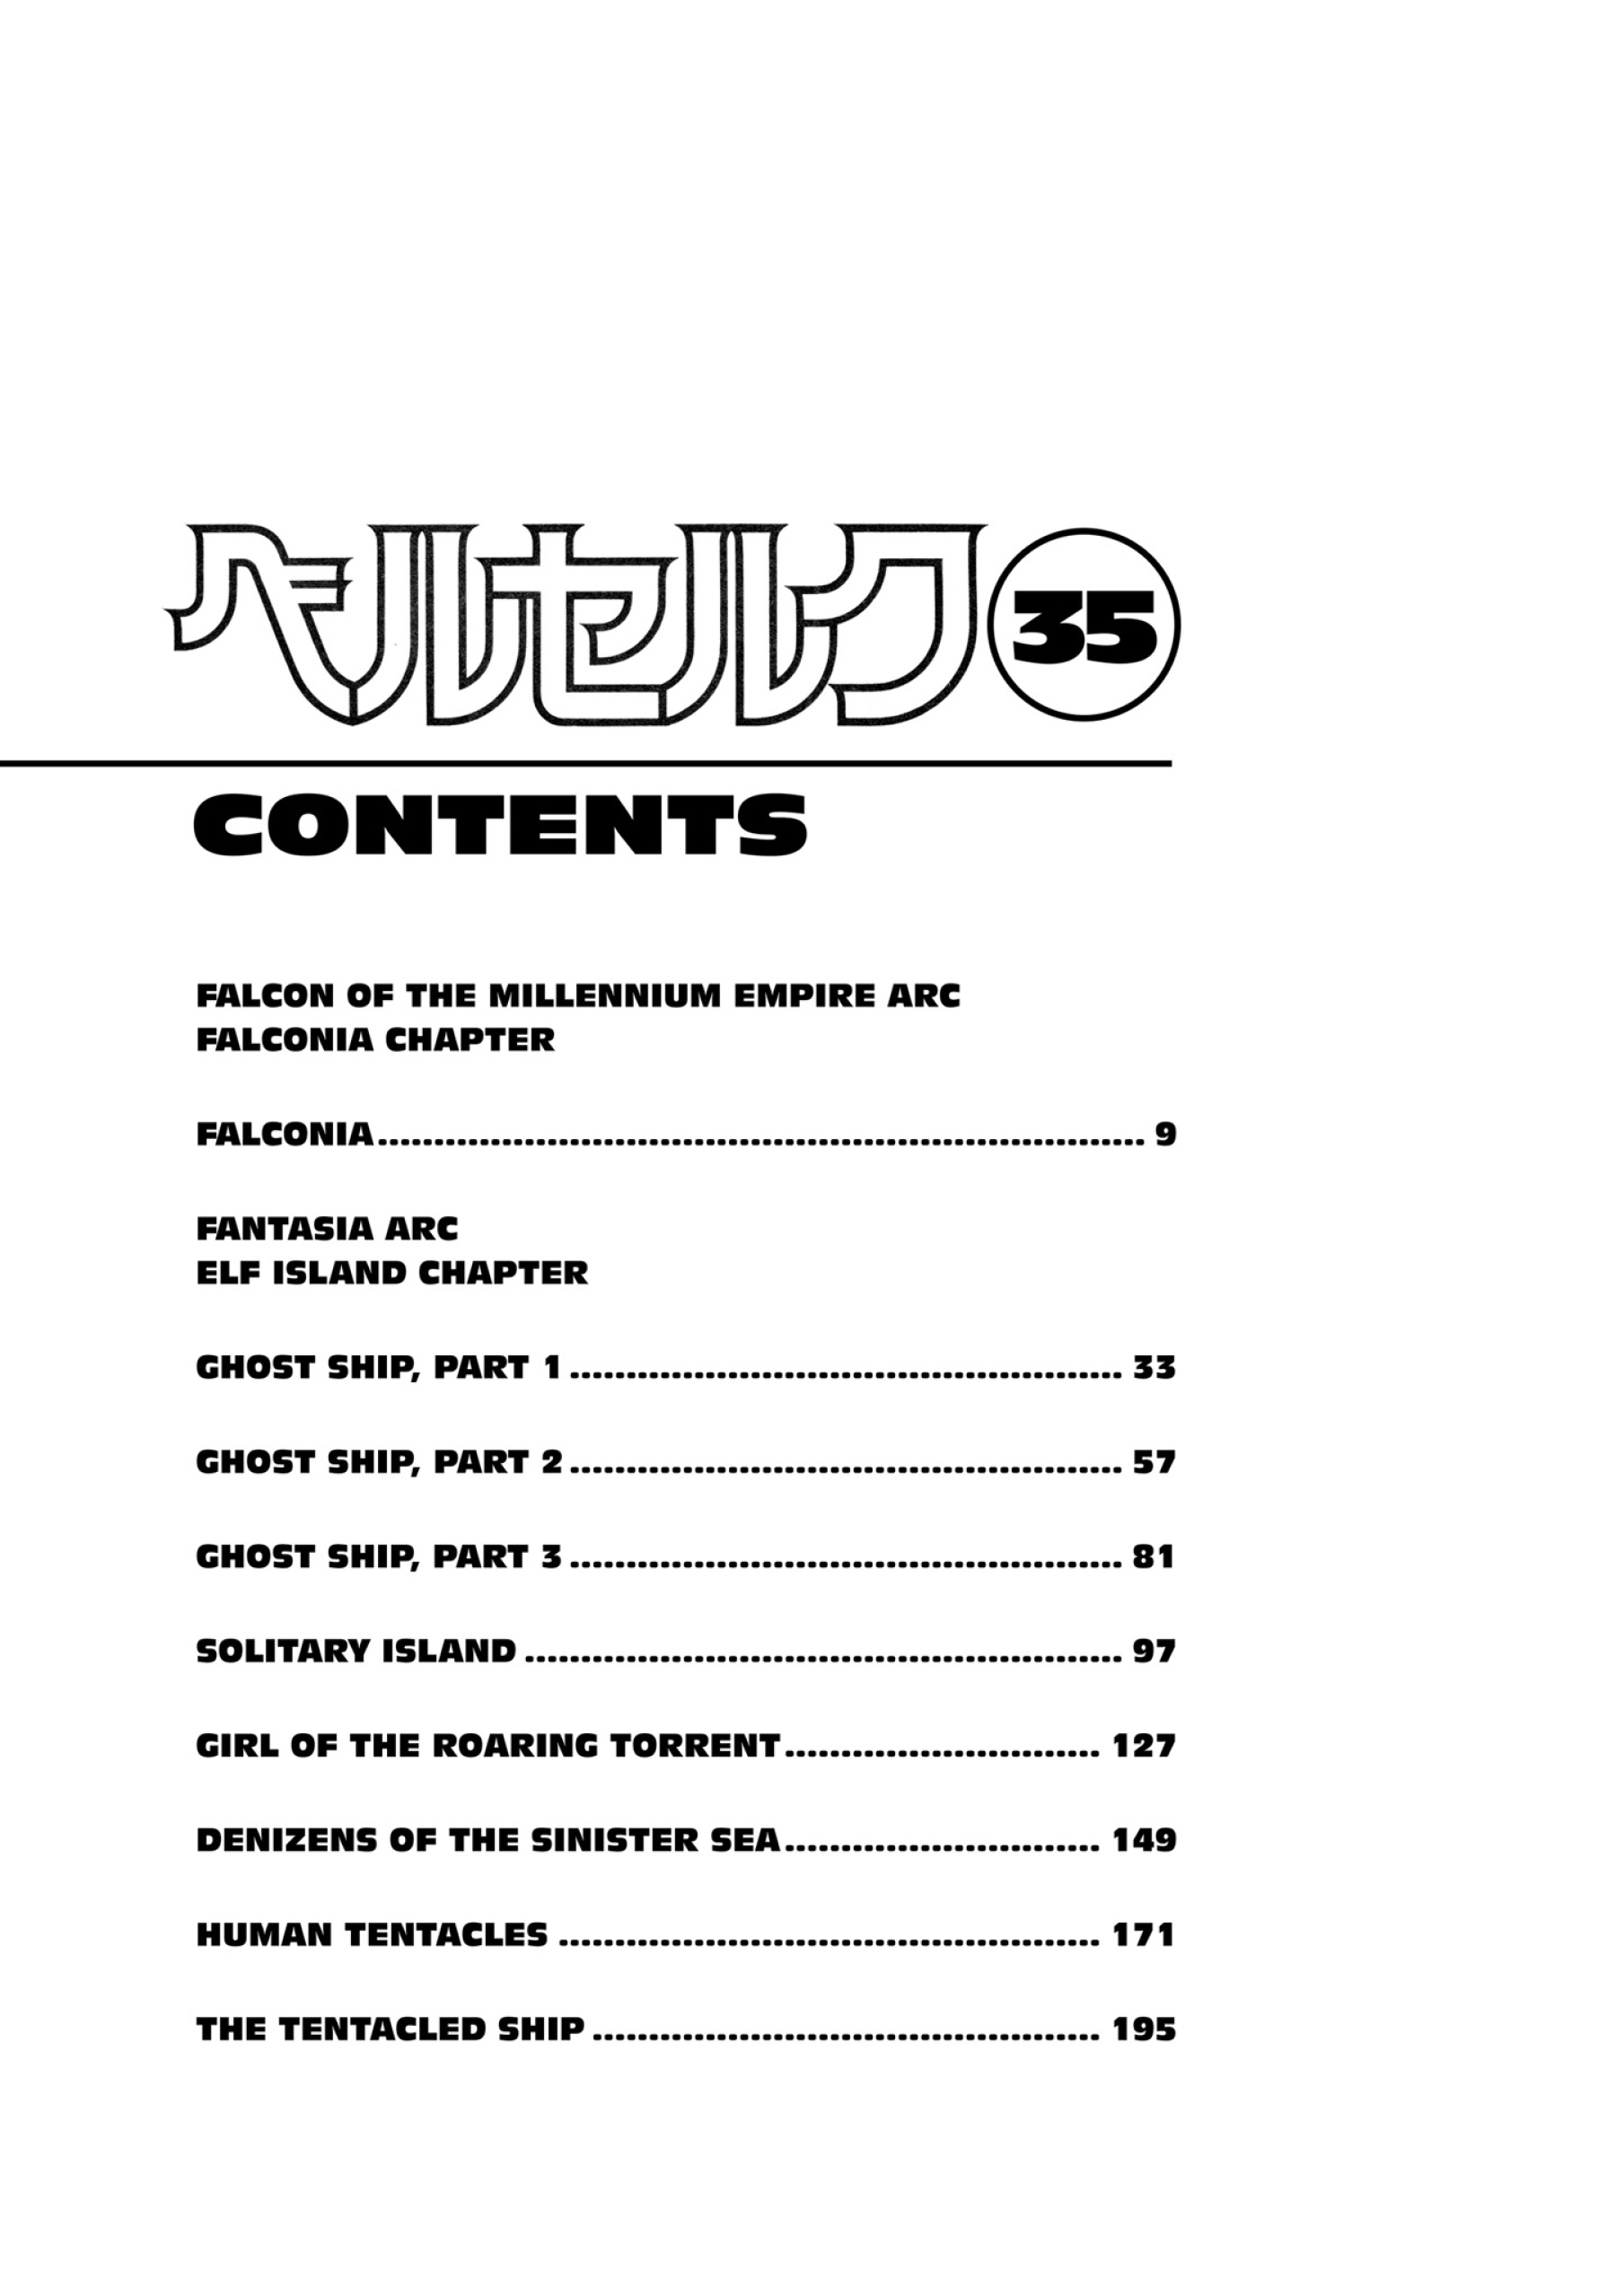 ベルセルク 35
CONTENTS
FALCON OF THE MILLENNIUM EMPIRE ARC
FALCONIA CHAPTER
FALCONIA........................................ 9
FANTASIA ARC
ELF ISLAND CHAPTER
GHOST SHIP, PART 1 ........................................ 33
GHOST SHIP, PART 2 ........................................ 57
GHOST SHIP, PART 3 ........................................ 81
SOLITARY ISLAND ........................................ 97
GIRL OF THE ROARING TORRENT............................ 127
DENIZENS OF THE SINISTER SEA............................ 149
HUMAN TENTACLES ........................................ 171
THE TENTACLED SHIP ........................................ 195